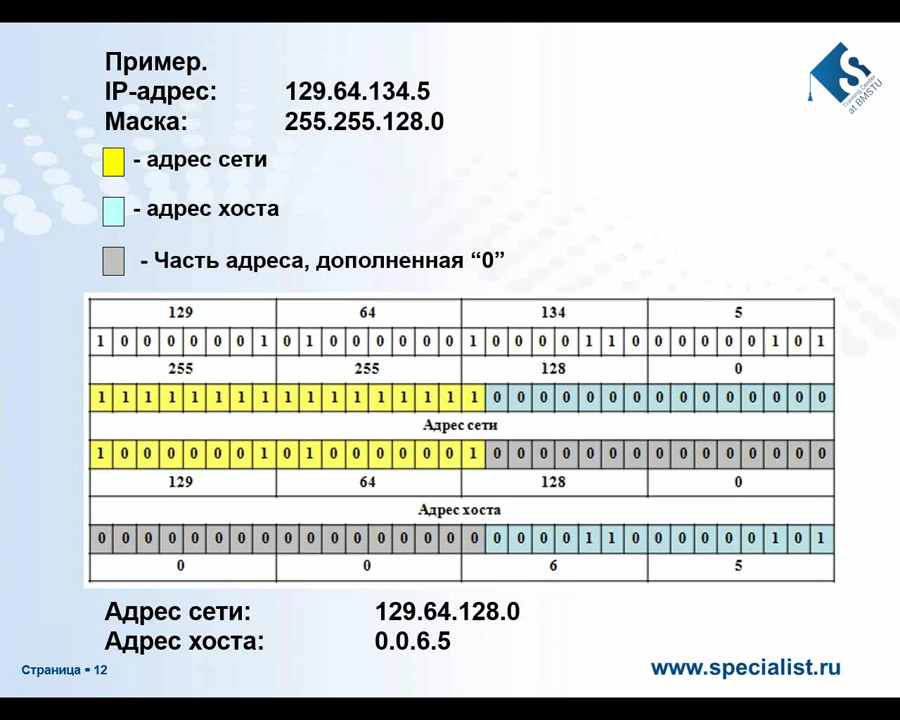 Пример.
IP-адрес: 129.64.134.5
Маска: 255.255.128.0
- адрес сети
- адрес хоста
- Часть адреса, дополненная “0”
S
Training Center
at BMSTU
129 64 134 5
1 0 0 0 0 0 0 1 0 1 0 0 0 0 0 0 1 0 0 0 0 1 1 0 0 0 0 0 0 1 0 1
255 255 128 0
1 1 1 1 1 1 1 1 1 1 1 1 1 1 1 1 1 0 0 0 0 0 0 0 0 0 0 0 0 0 0 0
Адрес сети
1 0 0 0 0 0 0 1 0 1 0 0 0 0 0 0 1 0 0 0 0 0 0 0 0 0 0 0 0 0 0 0
129 64 128 0
Адрес хоста
0 0 0 0 0 0 0 0 0 0 0 0 0 0 0 0 0 0 0 0 0 1 1 0 0 0 0 0 0 1 0 1
0 0 6 5
Адрес сети: 129.64.128.0
Адрес хоста: 0.0.6.5
Страница ▪ 12
www.specialist.ru